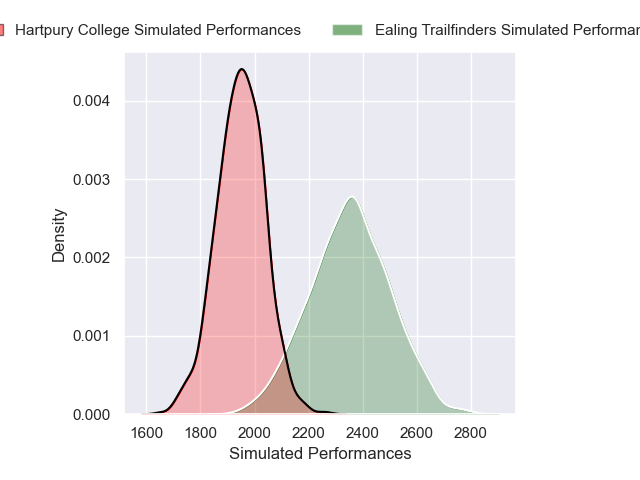 Hartpury College Simulated Performances
Ealing Trailfinders Simulated
0.004
0.003
0.002
0.001
0.000
Density
1600 1800 2000 2200 2400 2600 2800
Simulated Performances